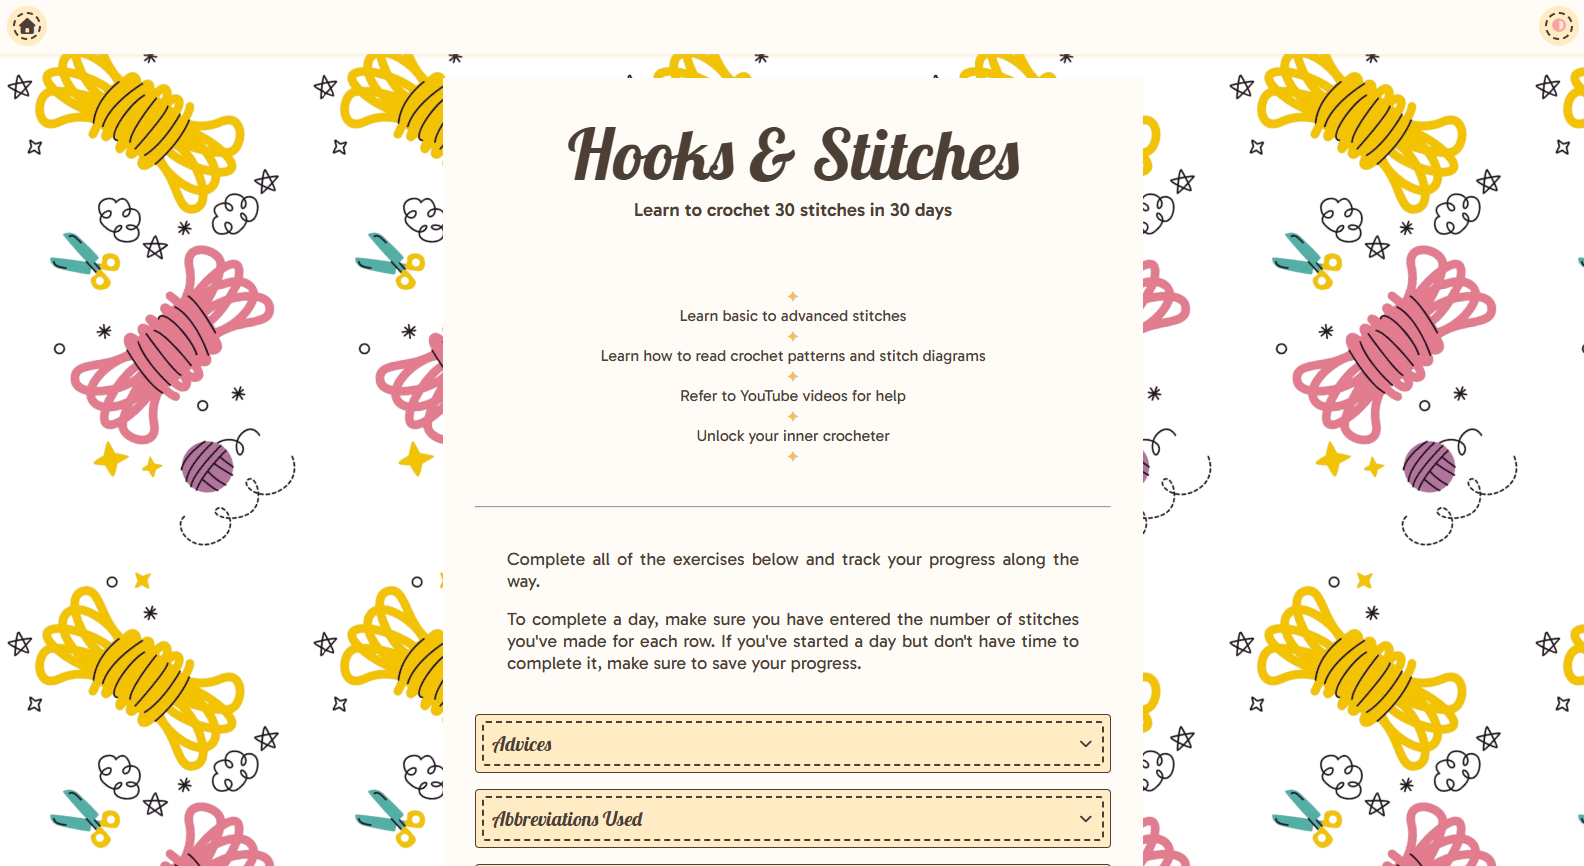 Hooks & Stitches
Learn to crochet 30 stitches in 30 days
Learn basic to advanced stitches
Learn how to read crochet patterns and stitch diagrams
Refer to YouTube videos for help
Unlock your inner crocheter
Complete all of the exercises below and track your progress along the
way.
To complete a day, make sure you have entered the number of stitches
you've made for each row. If you've started a day but don't have time to
complete it, make sure to save your progress.
Advices
Abbreviations Used